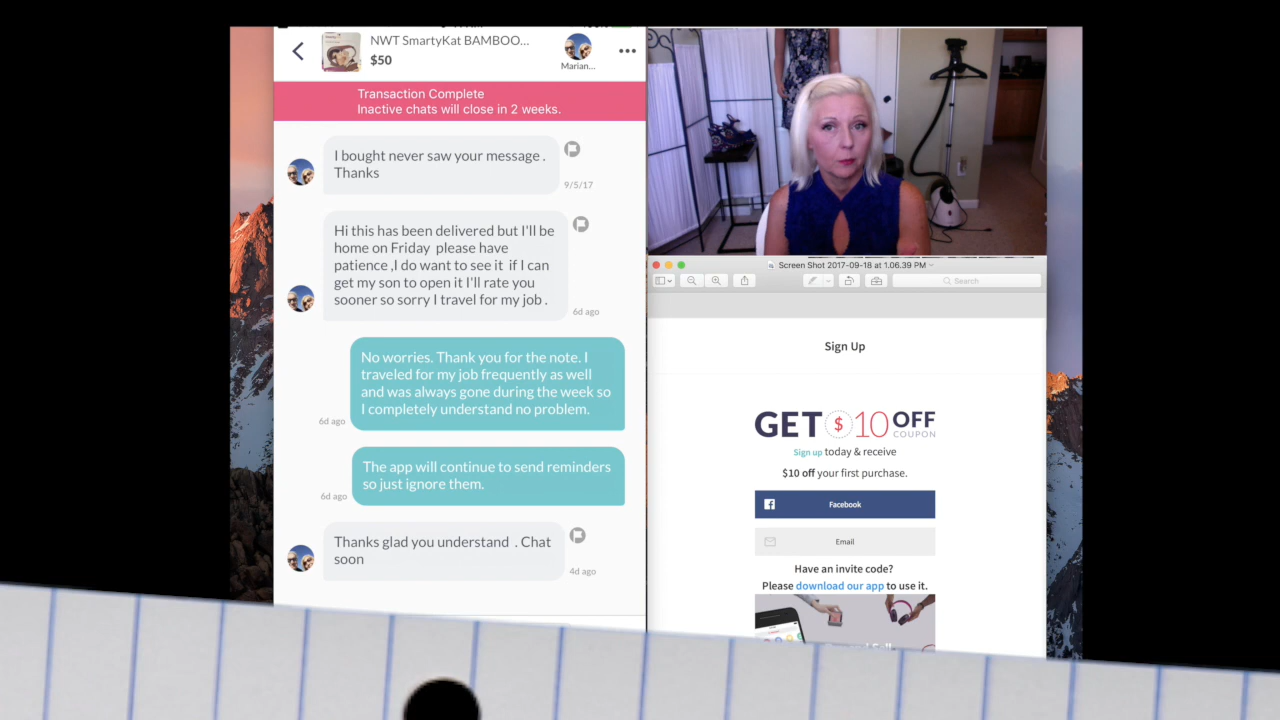 NWT SmartyKat BAMBOO...
$50
Marian...
Transaction Complete
Inactive chats will close in 2 weeks.
I bought never saw your message .
Thanks
9/5/17
Hi this has been delivered but I'll be
home on Friday please have
patience ,I do want to see it if I can
get my son to open it I'll rate you
sooner so sorry I travel for my job .
6d ago
No worries. Thank you for the note. I
traveled for my job frequently as well
and was always gone during the week so
I completely understand no problem.
6d ago
The app will continue to send reminders
so just ignore them.
6d ago
Thanks glad you understand . Chat
soon
4d ago
Screen Shot 2017-09-18 at 1.06.39 PM
Search
Sign Up
GET $10 OFF
COUPON
Sign up today & receive
$10 off your first purchase.
Facebook
Email
Have an invite code?
Please download our app to use it.